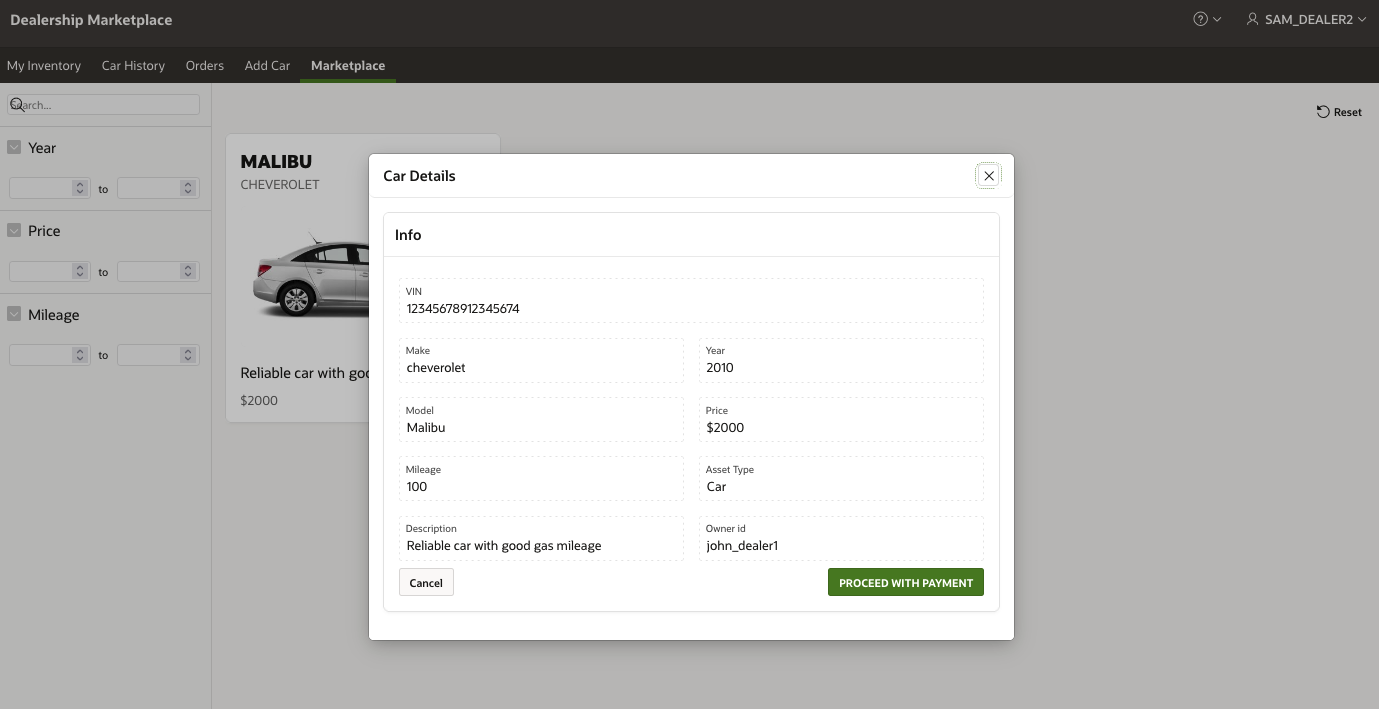 Dealership Marketplace
? SAM_DEALER2
My Inventory Car History Orders Add Car Marketplace
Search...
Reset
Year
to
Price
to
Mileage
to
MALIBU
CHEVEROLET
Reliable car with goo
$2000
Car Details
Info
VIN
12345678912345674
Make
cheverolet
Year
2010
Model
Malibu
Price
$2000
Mileage
100
Asset Type
Car
Description
Reliable car with good gas mileage
Owner id
john_dealer1
Cancel
PROCEED WITH PAYMENT